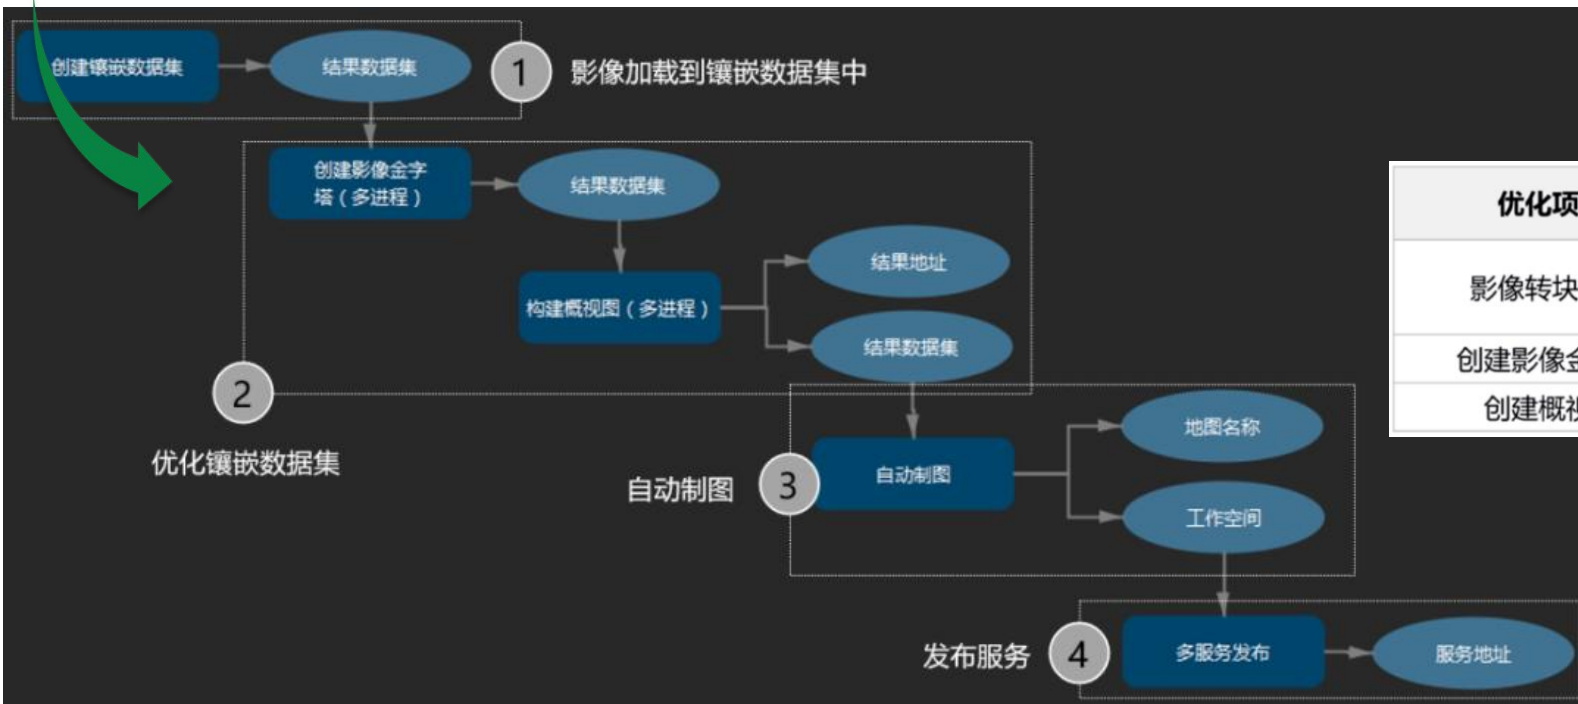 创建镶嵌数据集
结果数据集
1
影像加载到镶嵌数据集中
创建影像金字
塔（多进程）
结果数据集
构建概视图（多进程）
结果地址
结果数据集
2
优化镶嵌数据集
自动制图
3
自动制图
地图名称
工作空间
发布服务
4
多服务发布
服务地址
优化项
影像转块
创建影像
创建概